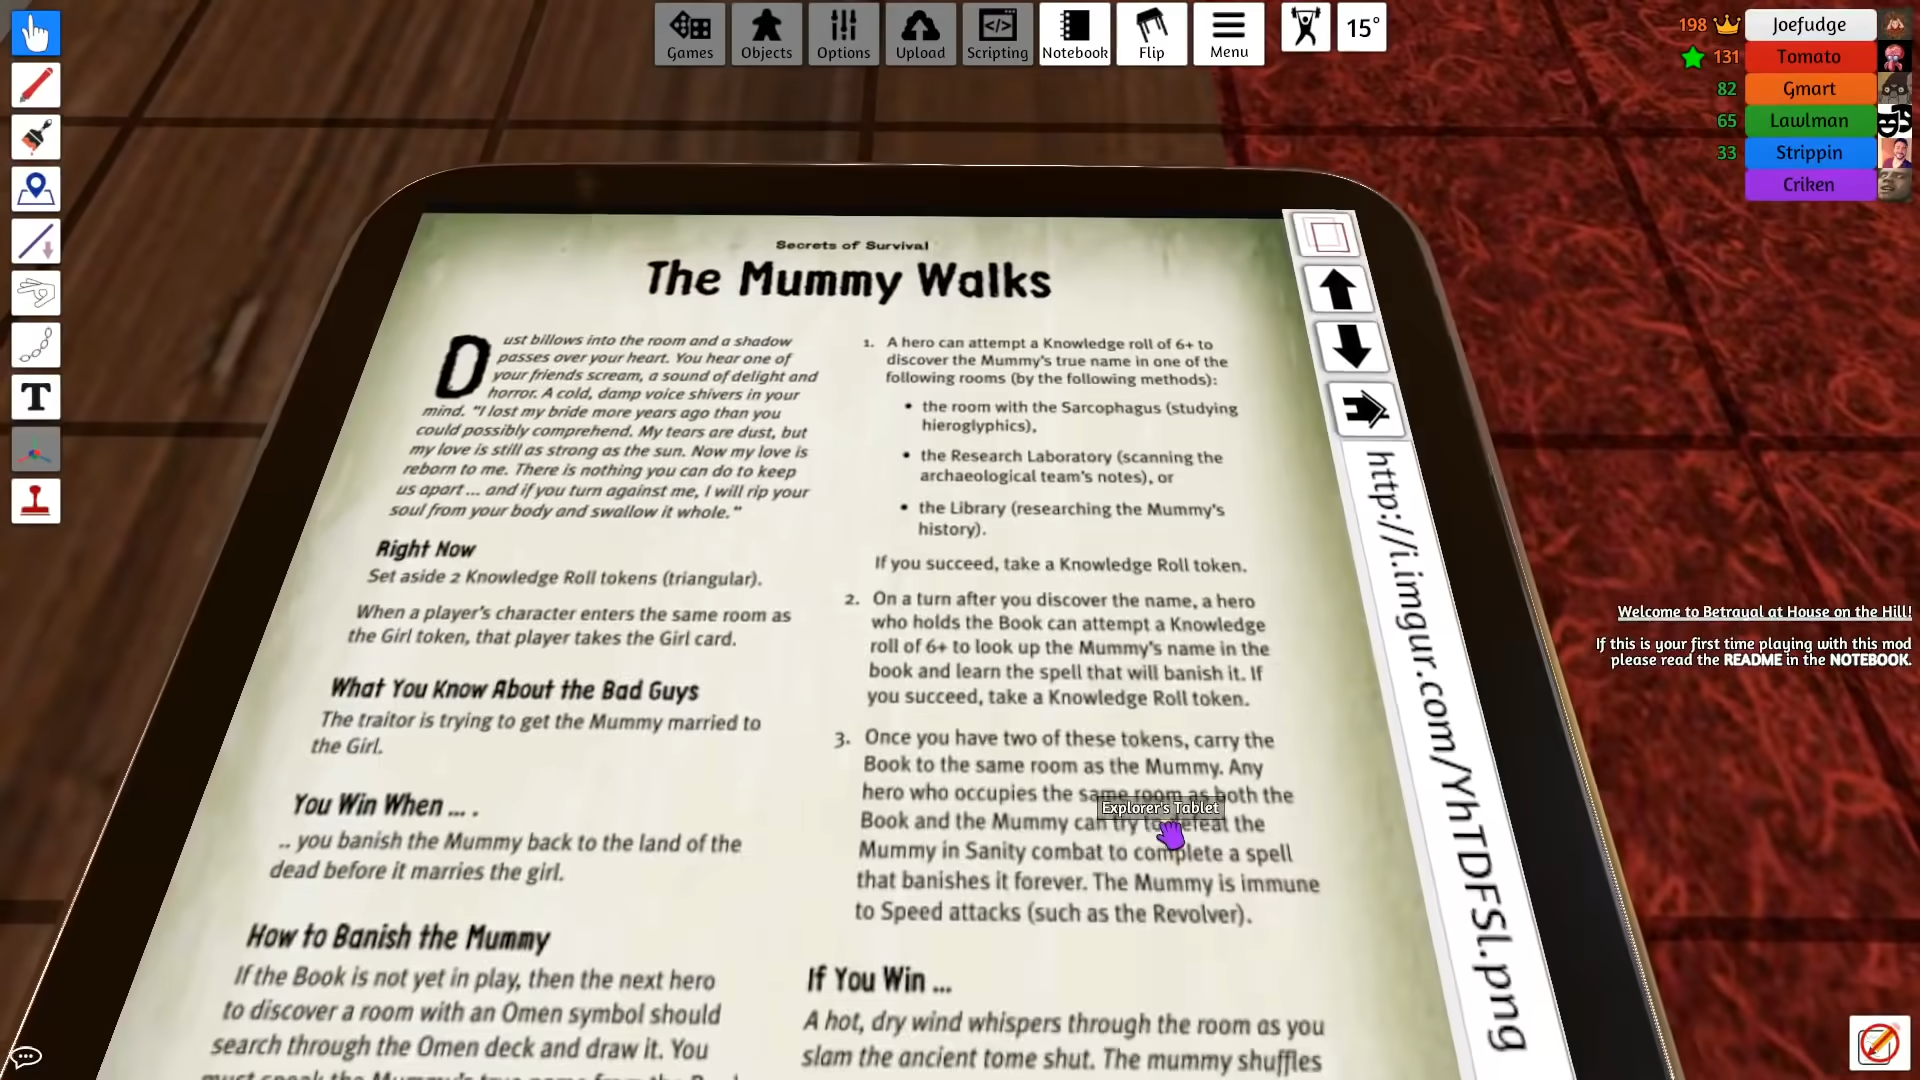 Games
Objects
Options
Upload
Scripting
Notebook
Flip
Menu
15°
198
Joefudge
131
Tomato
82
Gmart
65
Lawlman
33
Strippin
Criken
T
Secrets of Survival
The Mummy Walks
Dust billows into the room and a shadow
passes over your heart. You hear one of
your friends scream, a sound of delight and
horror. A cold, damp voice shivers in your
mind. "I lost my bride more years ago than you
could possibly comprehend. My tears are dust, but
my love is still as strong as the sun. Now my love is
reborn to me. There is nothing you can do to keep
us apart ... and if you turn against me, I will rip your
soul from your body and swallow it whole."
Right Now
Set aside 2 Knowledge Roll tokens (triangular).
When a player's character enters the same room as
the Girl token, that player takes the Girl card.
What You Know About the Bad Guys
The traitor is trying to get the Mummy married to
the Girl.
You Win When ... .
.. you banish the Mummy back to the land of the
dead before it marries the girl.
How to Banish the Mummy
If the Book is not yet in play, then the next hero
to discover a room with an Omen symbol should
search through the Omen deck and draw it. You
must speak the Mummy's true name from the
1. A hero can attempt a Knowledge roll of 6+ to
discover the Mummy's true name in one of the
following rooms (by the following methods):
• the room with the Sarcophagus (studying
hieroglyphics),
• the Research Laboratory (scanning the
archaeological team's notes), or
• the Library (researching the Mummy's
history).
If you succeed, take a Knowledge Roll token.
2. On a turn after you discover the name, a hero
who holds the Book can attempt a Knowledge
roll of 6+ to look up the Mummy's name in the
book and learn the spell that will banish it. If
you succeed, take a Knowledge Roll token.
3. Once you have two of these tokens, carry the
Book to the same room as the Mummy. Any
hero who occupies the same room as both the
Book and the Mummy can try to defeat the
Mummy in Sanity combat to complete a spell
that banishes it forever. The Mummy is immune
to Speed attacks (such as the Revolver).
If You Win ...
A hot, dry wind whispers through the room as you
slam the ancient tome shut. The mummy shuffles
Explorer's Tablet
http://i.imgur.com/YhTDFSl.png
Welcome to Betrayal at House on the Hill!
If this is your first time playing with this mod
please read the README in the NOTEBOOK.